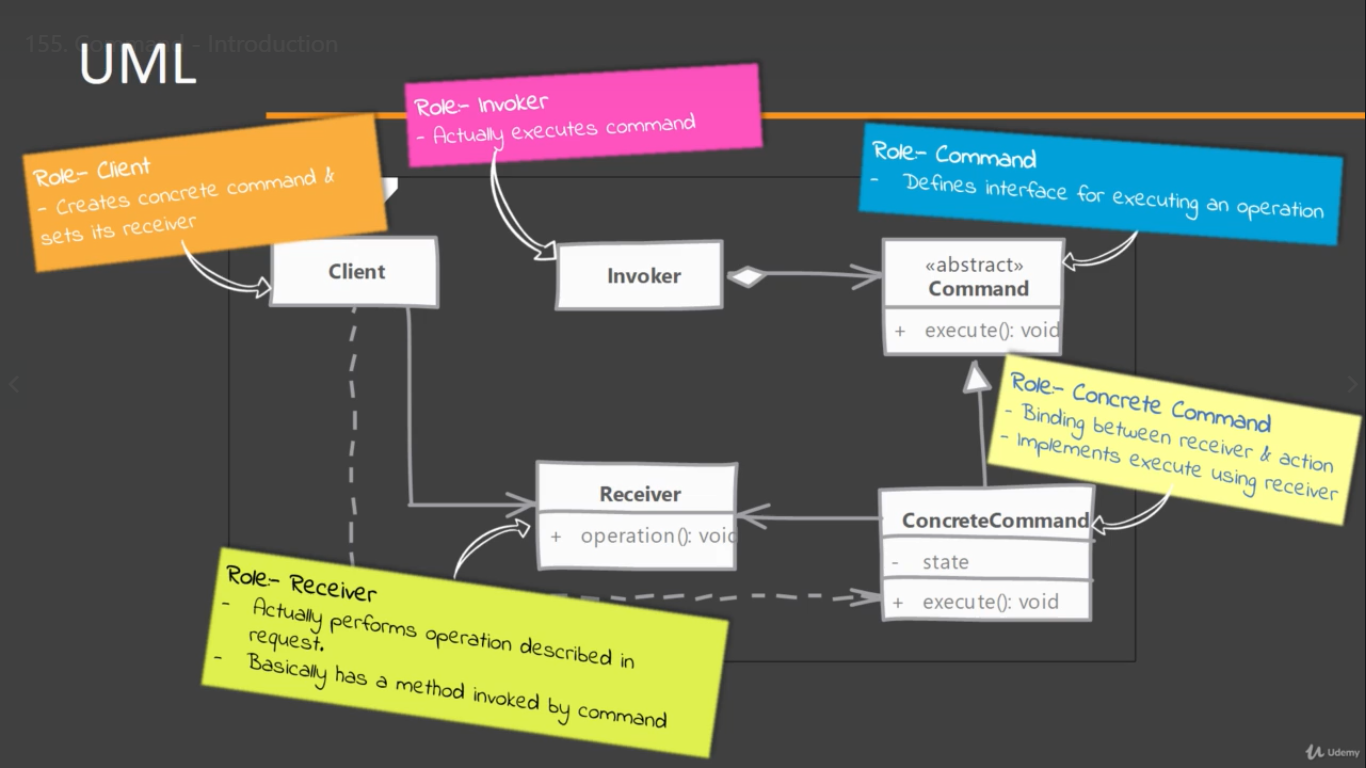 155. Command - Introduction
UML
Role:- Invoker
- Actually executes command
Role:- Client
- Creates concrete command &
sets its receiver
Role:- Command
- Defines interface for executing an operation
Client
Invoker
«abstract»
Command
+ execute(): void
Role:- Concrete Command
- Binding between receiver & action
- Implements execute using receiver
Receiver
+ operation(): void
ConcreteCommand
- state
+ execute(): void
Role:- Receiver
- Actually performs operation described in
request.
- Basically has a method invoked by command
Udemy